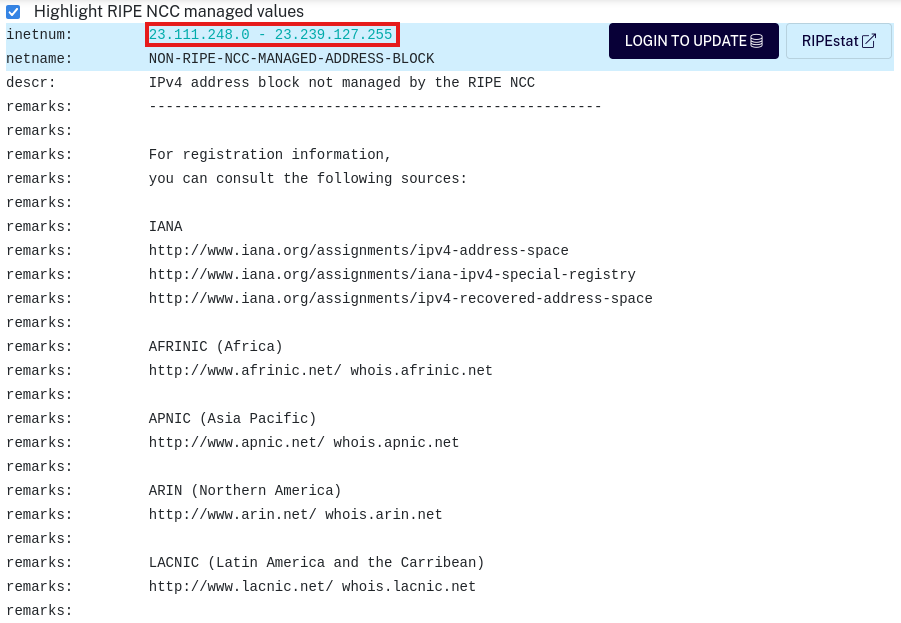 Highlight RIPE NCC managed values
inetnum: 23.111.248.0 - 23.239.127.255 LOGIN TO UPDATE RIPEstat
netname: NON-RIPE-NCC-MANAGED-ADDRESS-BLOCK
descr: IPv4 address block not managed by the RIPE NCC
remarks: ------------------------------------------------------
remarks:
remarks: For registration information,
remarks: you can consult the following sources:
remarks:
remarks: IANA
remarks: http://www.iana.org/assignments/ipv4-address-space
remarks: http://www.iana.org/assignments/iana-ipv4-special-registry
remarks: http://www.iana.org/assignments/ipv4-recovered-address-space
remarks:
remarks: AFRINIC (Africa)
remarks: http://www.afrinic.net/ whois.afrinic.net
remarks:
remarks: APNIC (Asia Pacific)
remarks: http://www.apnic.net/ whois.apnic.net
remarks:
remarks: ARIN (Northern America)
remarks: http://www.arin.net/ whois.arin.net
remarks:
remarks: LACNIC (Latin America and the Carribean)
remarks: http://www.lacnic.net/ whois.lacnic.net
remarks: